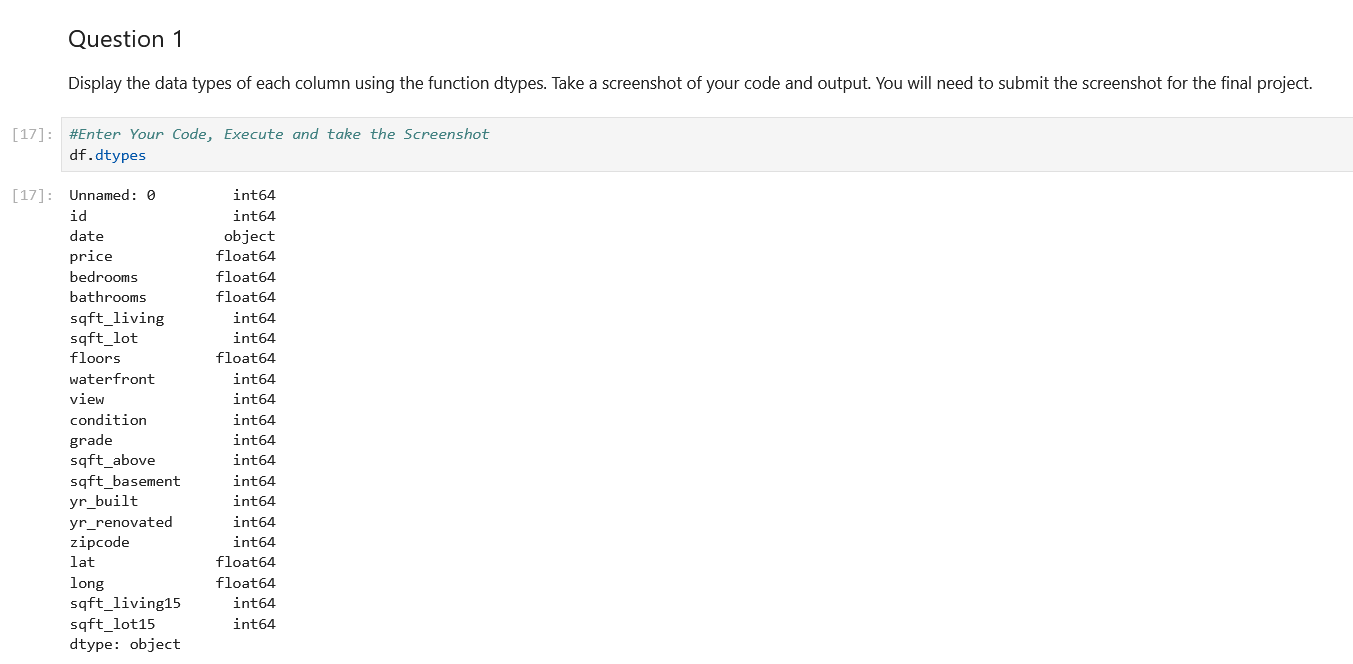 Question 1
Display the data types of each column using the function dtypes. Take a screenshot of your code and output. You will need to submit the screenshot for the final project.
[17]: #Enter Your Code, Execute and take the Screenshot
df.dtypes
[17]: Unnamed: 0 int64
id int64
date object
price float64
bedrooms float64
bathrooms float64
sqft_living int64
sqft_lot int64
floors float64
waterfront int64
view int64
condition int64
grade int64
sqft_above int64
sqft_basement int64
yr_built int64
yr_renovated int64
zipcode int64
lat float64
long float64
sqft_living15 int64
sqft_lot15 int64
dtype: object